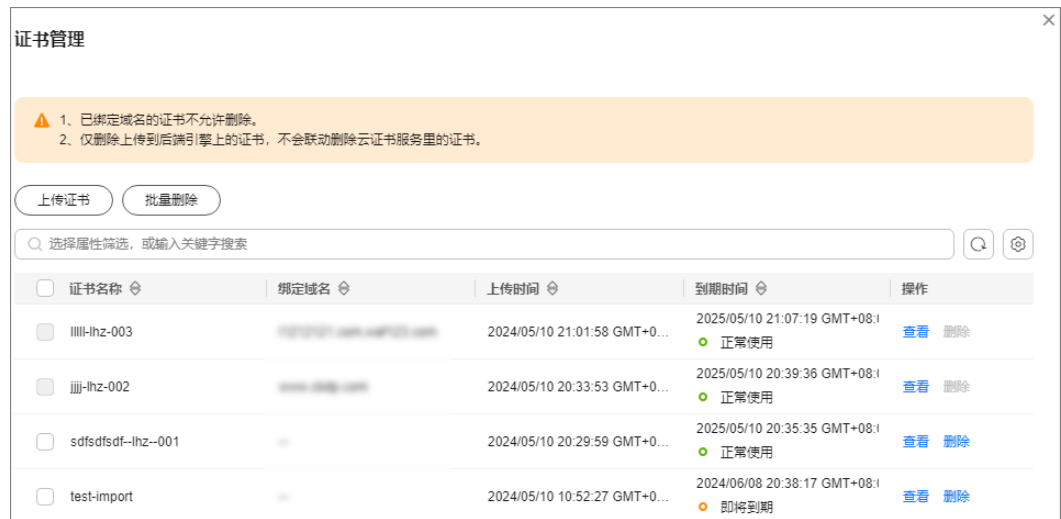 证书管理
1、已绑定域名的证书不允许删除。
2、仅删除上传到后端引擎上的证书，不会联动删除云证书服务里的证书。
上传证书 批量删除
选择属性筛选，或输入关键字搜索
证书名称 绑定域名 上传时间 到期时间 操作
lllll-lhz-003 2024/05/10 21:01:58 GMT+0... 2025/05/10 21:07:19 GMT+08:0 查看 删除
正常使用
jjjj-lhz-002 2024/05/10 20:33:53 GMT+0... 2025/05/10 20:39:36 GMT+08:0 查看 删除
正常使用
sdfsdfsdf--lhz--001 -- 2024/05/10 20:29:59 GMT+0... 2025/05/10 20:35:35 GMT+08:0 查看 删除
正常使用
test-import -- 2024/05/10 10:52:27 GMT+0... 2024/06/08 20:38:17 GMT+08:0 查看 删除
即将到期